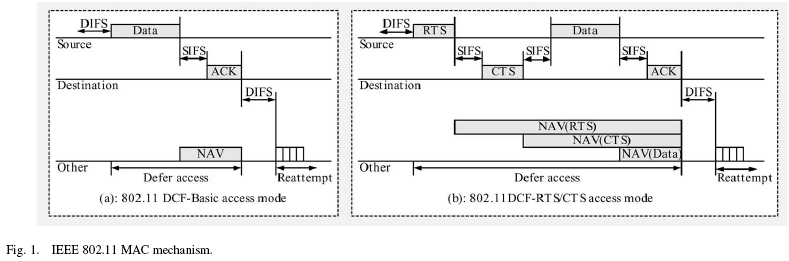 DIFS Data
Source SIFS
ACK
Destination DIFS
NAV
Other Defer access Reattempt
(a): 802.11 DCF-Basic access mode
DIFS RTS Data
Source SIFS SIFS SIFS
CTS ACK
Destination DIFS
NAV(RTS)
NAV(CTS)
NAV(Data)
Other Defer access Reattempt
(b): 802.11DCF-RTS/CTS access mode
Fig. 1. IEEE 802.11 MAC mechanism.